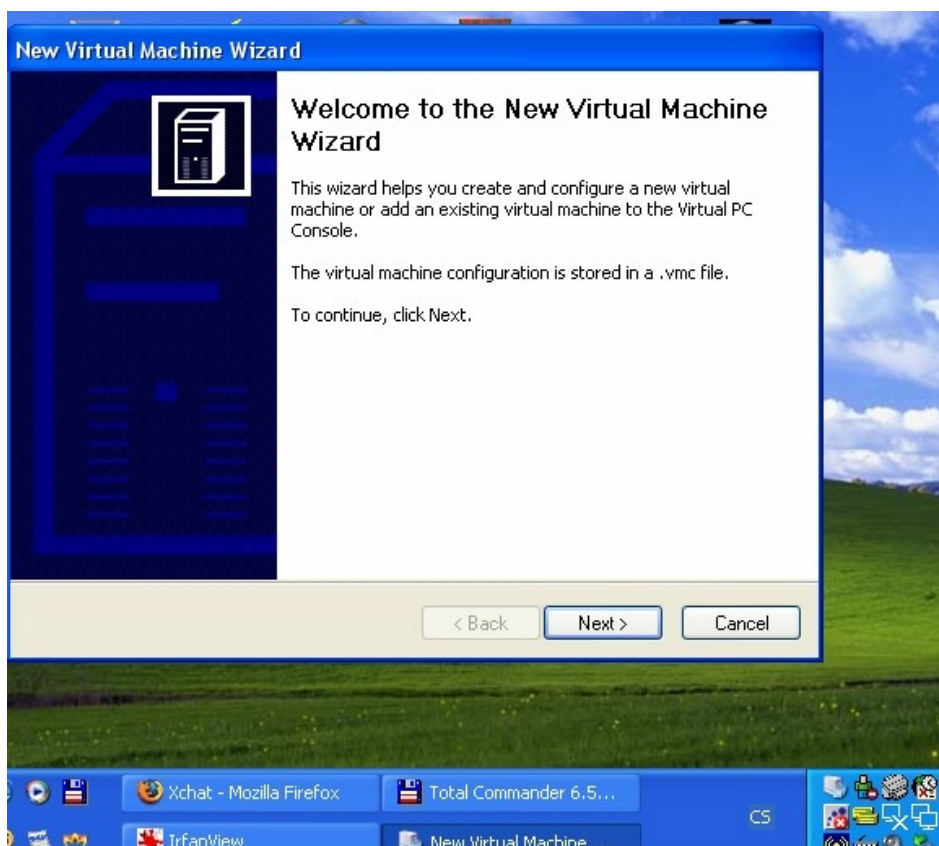 New Virtual Machine Wizard
Welcome to the New Virtual Machine
Wizard
This wizard helps you create and configure a new virtual
machine or add an existing virtual machine to the Virtual PC
Console.
The virtual machine configuration is stored in a .vmc file.
To continue, click Next.
< Back
Next >
Cancel
Xchat - Mozilla Firefox
Total Commander 6.5...
CS
IrfanView
New Virtual Machine